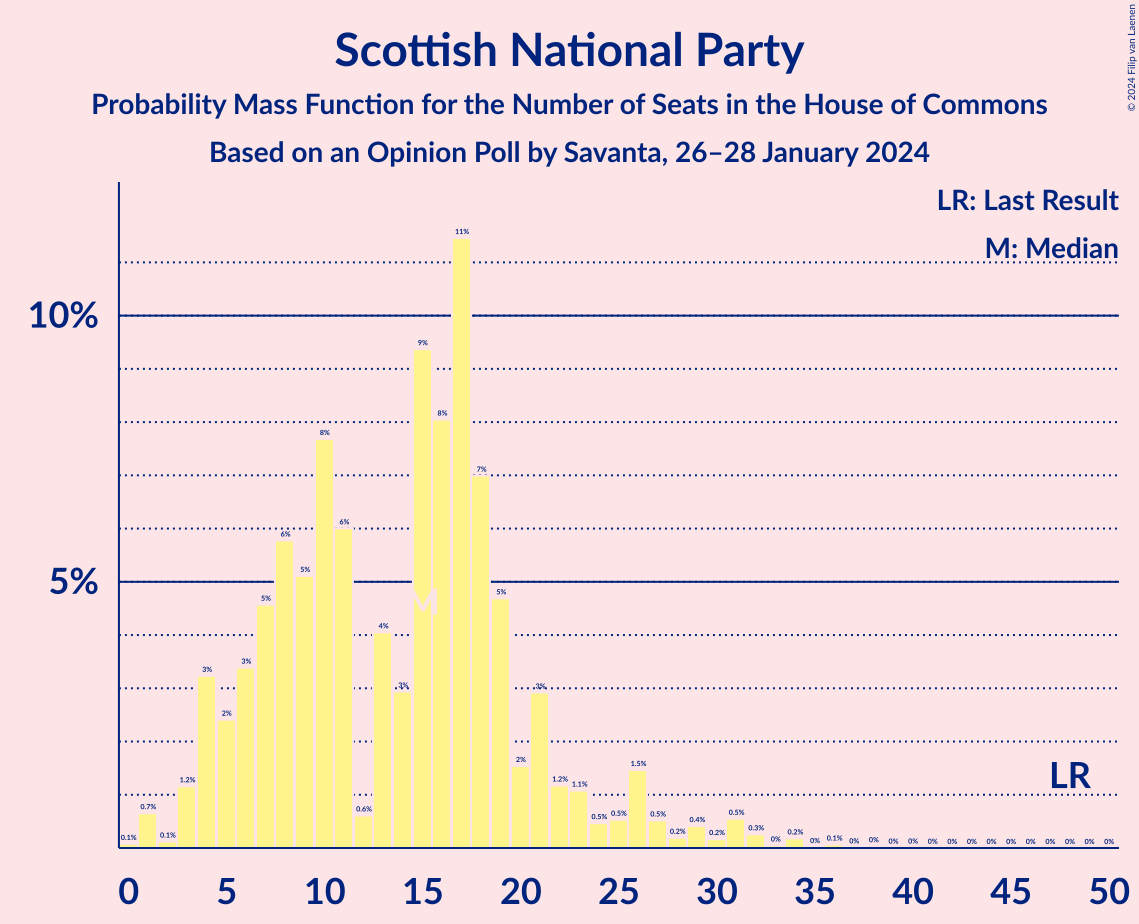 Scottish National Party
Probability Mass Function for the Number of Seats in the House of Commons
Based on an Opinion Poll by Savanta, 26–28 January 2024
© 2024 Filip van Laenen
LR: Last Result
M: Median
10%
5%
0.1% 0.7% 0.1% 1.2% 3% 2% 3% 5% 6% 5% 8% 6% 0.6% 4% 3% 9% 8% 11% 7% 5% 2% 3% 1.2% 1.1% 0.5% 0.5% 1.5% 0.5% 0.2% 0.4% 0.2% 0.5% 0.3% 0% 0.2% 0% 0.1% 0% 0% 0% 0% 0% 0% 0% 0% 0% 0% 0% 0% 0% 0%
M
LR
0 5 10 15 20 25 30 35 40 45 50